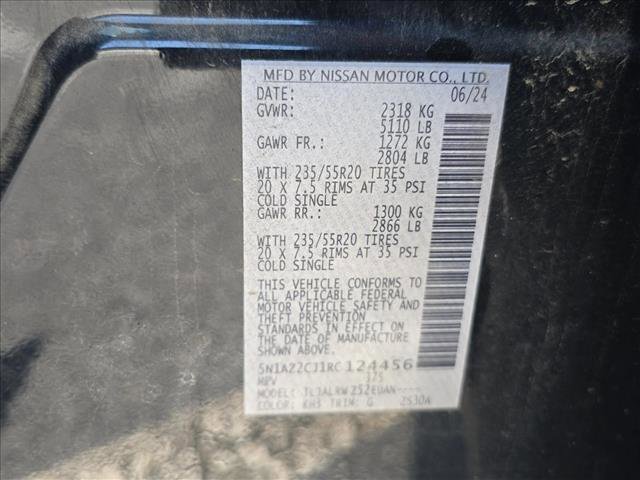 MFD BY NISSAN MOTOR CO., LTD.
DATE: 06/24
GVWR: 2318 KG
5110 LB
GAWR FR.: 1272 KG
2804 LB
WITH 235/55R20 TIRES
20 X 7.5 RIMS AT 35 PSI
COLD SINGLE
GAWR RR.: 1300 KG
2866 LB
WITH 235/55R20 TIRES
20 X 7.5 RIMS AT 35 PSI
COLD SINGLE
THIS VEHICLE CONFORMS TO
ALL APPLICABLE FEDERAL
MOTOR VEHICLE SAFETY AND
THEFT PREVENTION
STANDARDS IN EFFECT ON
THE DATE OF MANUFACTURE
SHOWN ABOVE.
5N1AZ2CJ1RC124456
MPV
MODEL:
COLOR: KH3 TRIM: G